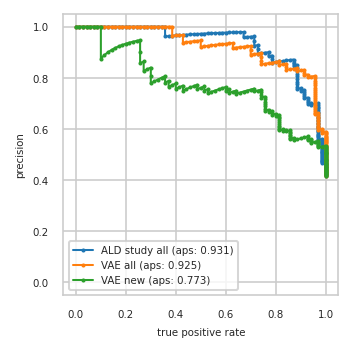 1.0
0.8
0.6
0.4
0.2
0.0
precision
ALD study all (aps: 0.931)
VAE all (aps: 0.925)
VAE new (aps: 0.773)
0.0 0.2 0.4 0.6 0.8 1.0
true positive rate